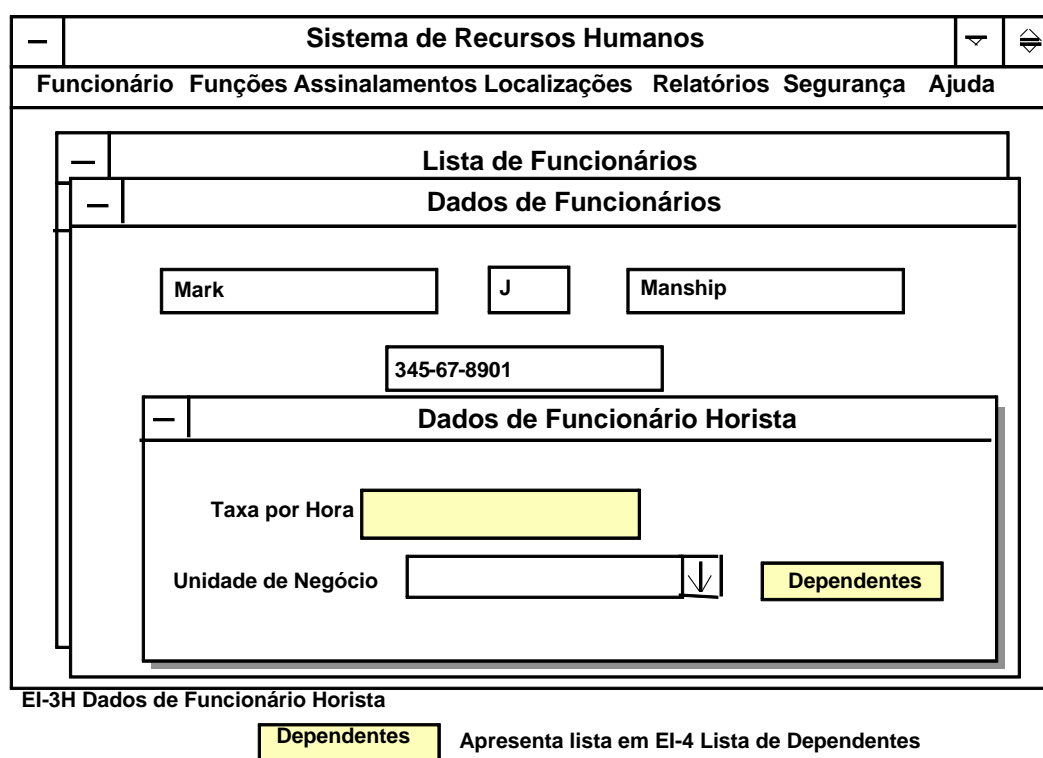 Sistema de Recursos Humanos
Funcionário Funções Assinalamentos Localizações Relatórios Segurança Ajuda
Lista de Funcionários
Dados de Funcionários
Mark J Manship
345-67-8901
Dados de Funcionário Horista
Taxa por Hora
Unidade de Negócio Dependentes
EI-3H Dados de Funcionário Horista
Dependentes Apresenta lista em EI-4 Lista de Dependentes